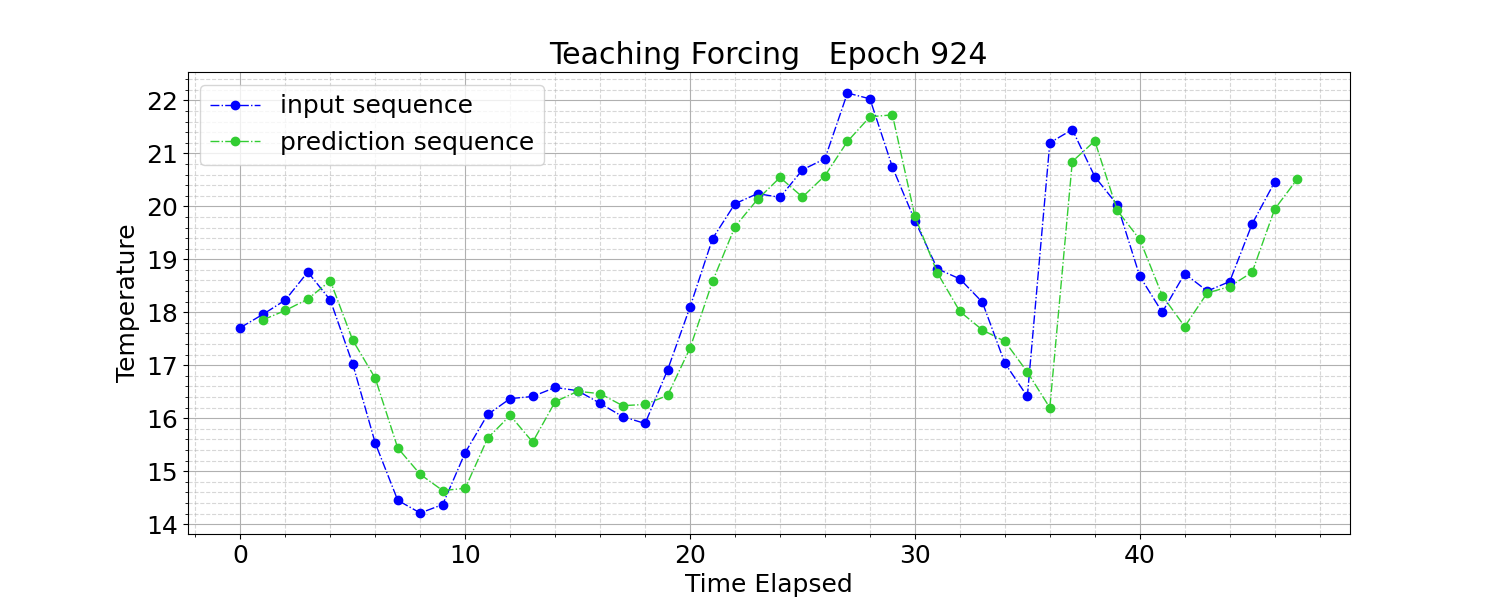 Teaching Forcing   Epoch 924
input sequence
prediction sequence
Temperature
22
21
20
19
18
17
16
15
14
0 10 20 30 40
Time Elapsed